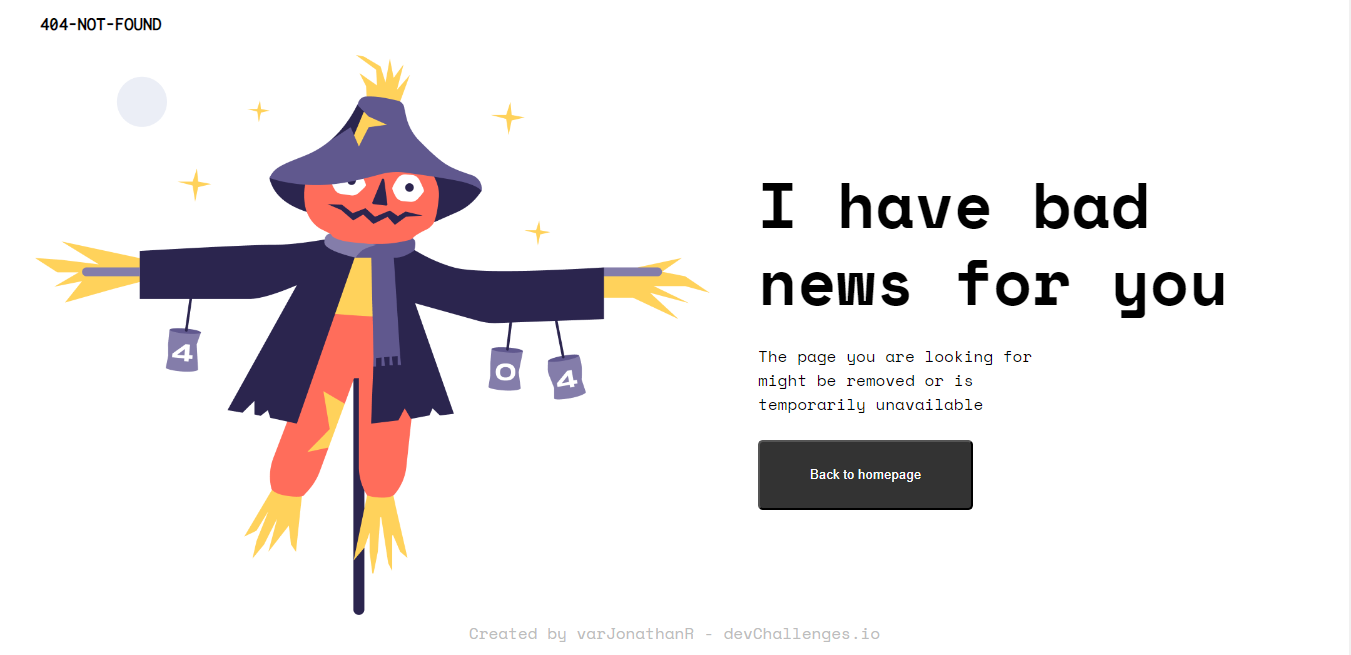 404-NOT-FOUND
I have bad
news for you
4
0
4
The page you are looking for
might be removed or is
temporarily unavailable
Back to homepage
Created by varJonathanR - devChallenges.io